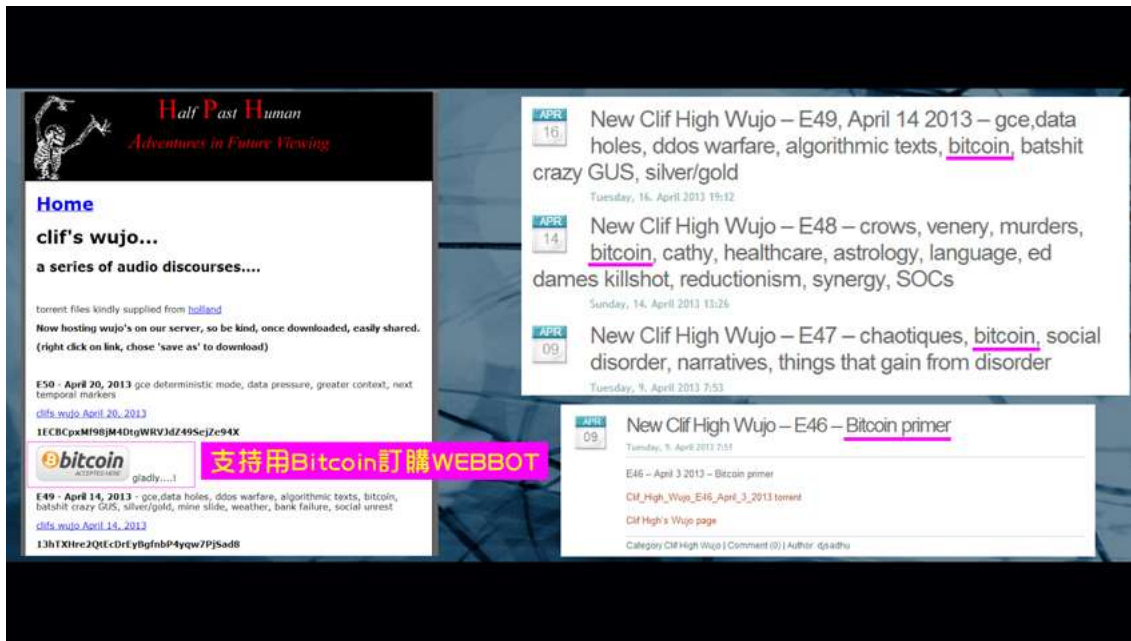 Half Past Human
Adventures in Future Viewing
Home
clif's wujo...
a series of audio discourses....
torrent files kindly supplied from holland
Now hosting wujo's on our server, so be kind, once downloaded, easily shared.
(right click on link, chose 'save as' to download)
E50 - April 20, 2013 gce deterministic mode, data pressure, greater context, next
temporal markers
clifs wujo April 20, 2013
1ECBCpxMf98jM4DtgWRVJdZ49SejZe94X
bitcoin
ACCEPTED HERE
gladly....!
支持用Bitcoin訂購WEBBOT
E49 - April 14, 2013 - gce,data holes, ddos warfare, algorithmic texts, bitcoin,
batshit crazy GUS, silver/gold, mine slide, weather, bank failure, social unrest
clifs wujo April 14, 2013
13hTXHre2QtEcDrEyBgfnbP4yqw7PjSad8
APR
16
New Clif High Wujo – E49, April 14 2013 – gce,data
holes, ddos warfare, algorithmic texts, bitcoin, batshit
crazy GUS, silver/gold
Tuesday, 16. April 2013 19:12
APR
14
New Clif High Wujo – E48 – crows, venery, murders,
bitcoin, cathy, healthcare, astrology, language, ed
dames killshot, reductionism, synergy, SOCs
Sunday, 14. April 2013 13:26
APR
09
New Clif High Wujo – E47 – chaotiques, bitcoin, social
disorder, narratives, things that gain from disorder
Tuesday, 9. April 2013 7:53
APR
09
New Clif High Wujo – E46 – Bitcoin primer
Tuesday, 9. April 2013 7:51
E46 – April 3 2013 – Bitcoin primer
Clif_High_Wujo_E46_April_3_2013 torrent
Clif High's Wujo page
Category Clif High Wujo | Comment (0) | Author: djsadhu